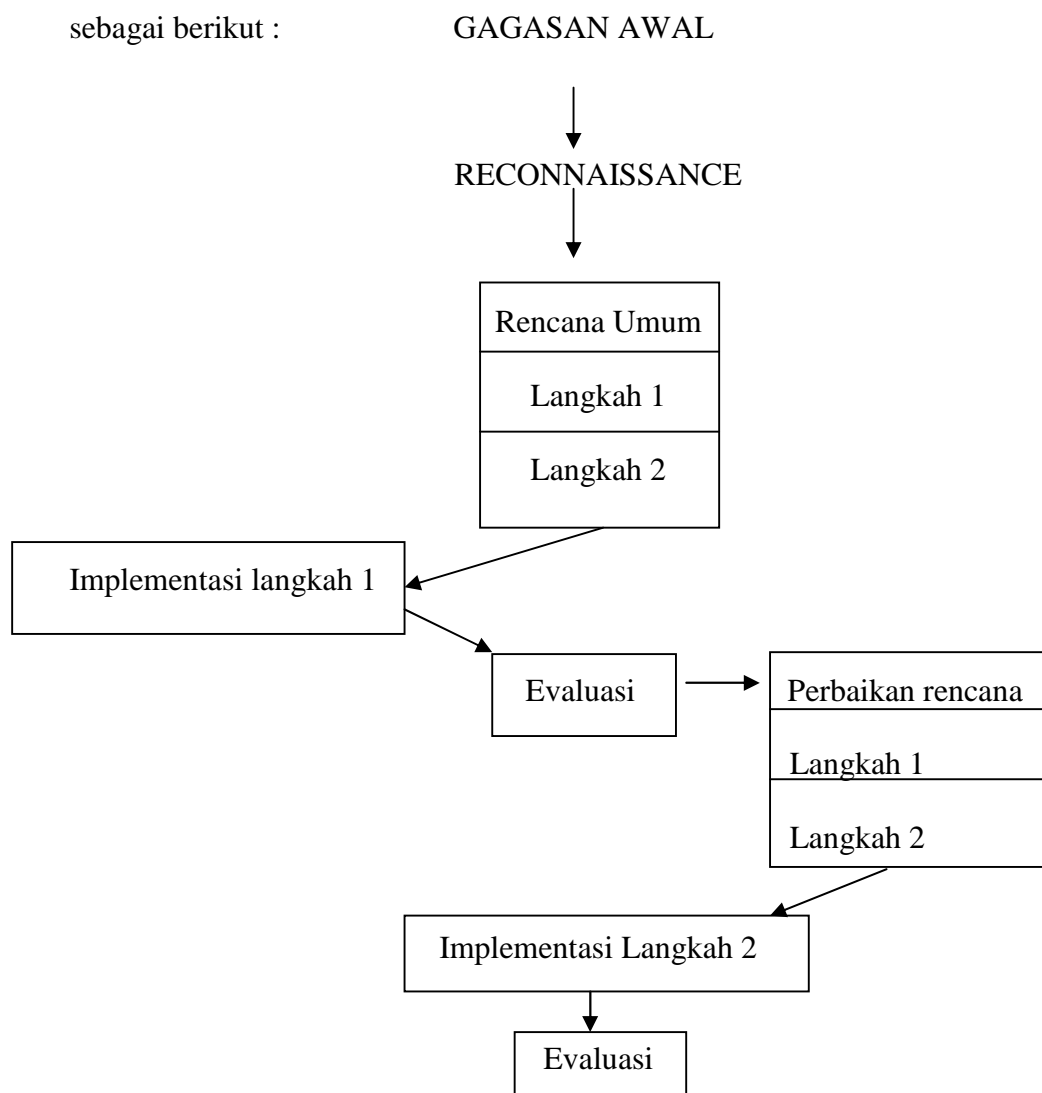 sebagai berikut : GAGASAN AWAL
RECONNAISSANCE
Rencana Umum
Langkah 1
Langkah 2
Implementasi langkah 1
Evaluasi
Perbaikan rencana
Langkah 1
Langkah 2
Implementasi Langkah 2
Evaluasi